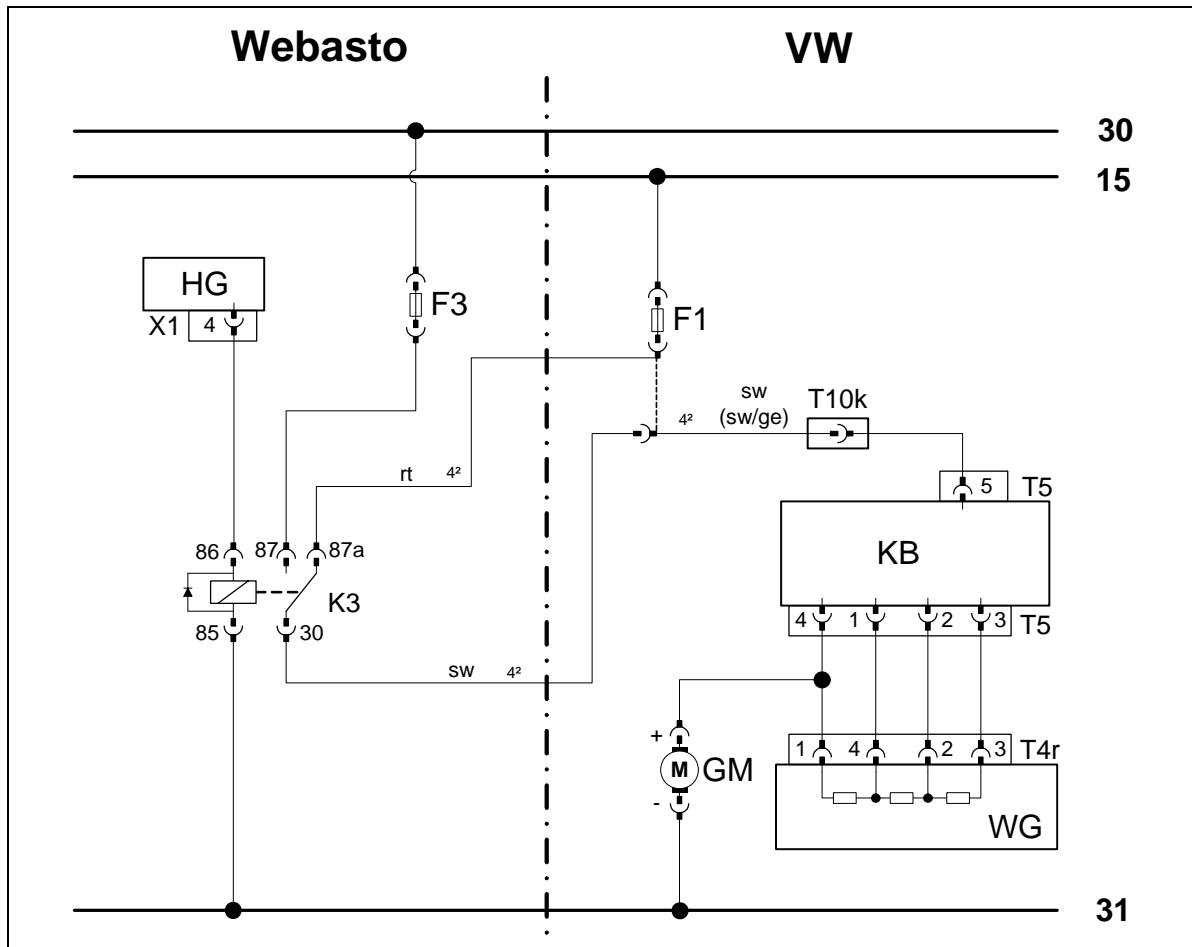 Webasto VW
30
15
HG
X1 4
F3
F1
sw
(sw/ge)
4²
T10k
rt 4²
5 T5
KB
86 87 87a
K3
85 30
4 1 2 3 T5
sw 4²
+
M GM
-
1 4 2 3 T4r
WG
31